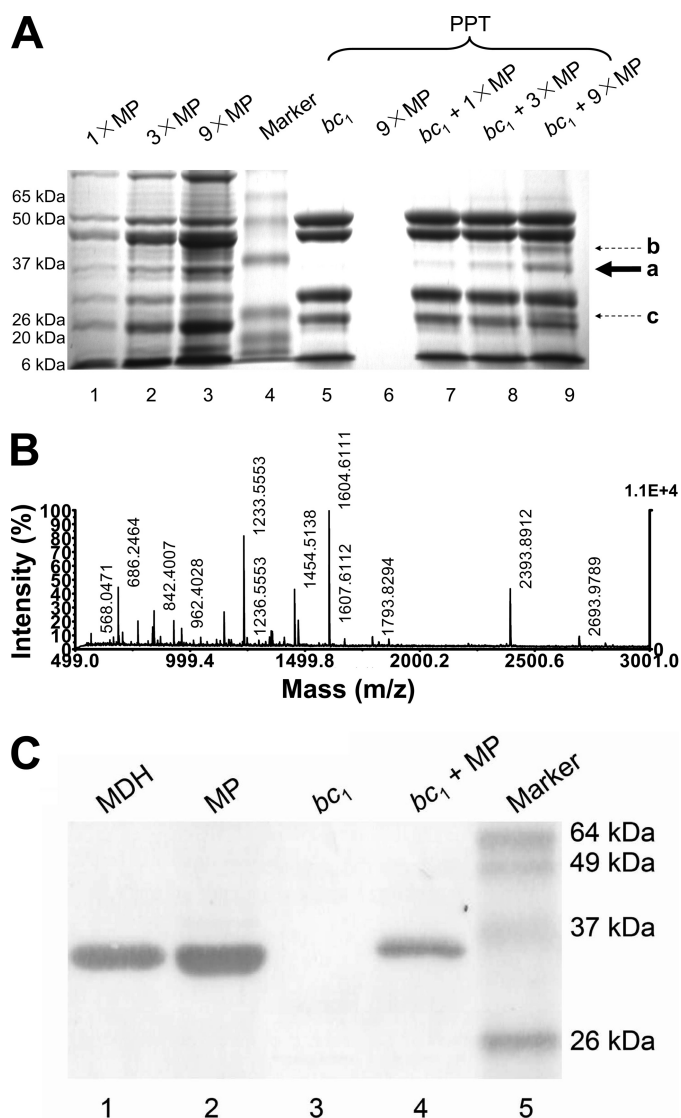 A
PPT
1×MP 3×MP 9×MP Marker bc₁ 9×MP bc₁ + 1×MP bc₁ + 3×MP bc₁ + 9×MP
65 kDa
50 kDa
b
37 kDa
a
26 kDa
c
20 kDa
6 kDa
1 2 3 4 5 6 7 8 9
B
Intensity (%)
100
90
80
70
60
50
40
30
20
10
0
568.0471
686.2464
842.4007
962.4028
1233.5553
1236.5553
1454.5138
1604.6111
1607.6112
1793.8294
2393.8912
2693.9789
1.1E+4
0
499.0 999.4 1499.8 2000.2 2500.6 3001.0
Mass (m/z)
C
MDH MP bc₁ bc₁ + MP Marker
64 kDa
49 kDa
37 kDa
26 kDa
1 2 3 4 5